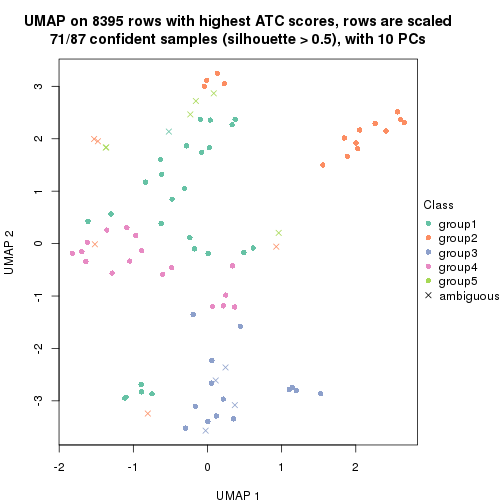 UMAP on 8395 rows with highest ATC scores, rows are scaled
71/87 confident samples (silhouette > 0.5), with 10 PCs
UMAP 2
3
2
1
0
-1
-2
-3
-2
-1
0
1
2
UMAP 1
Class
group1
group2
group3
group4
group5
ambiguous